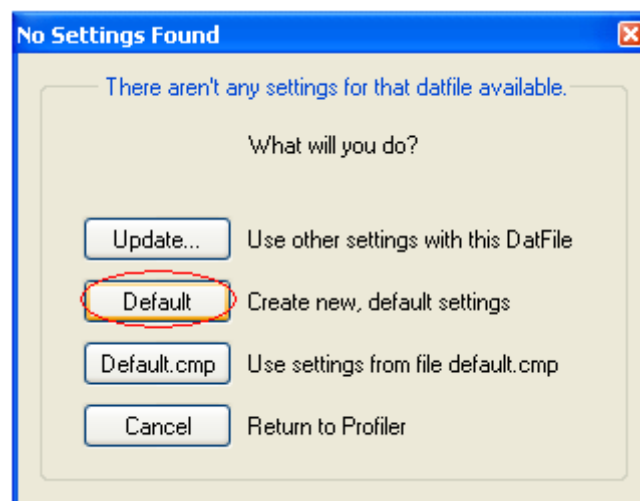 No Settings Found
There aren't any settings for that datfile available.
What will you do?
Update... Use other settings with this DatFile
Default Create new, default settings
Default.cmp Use settings from file default.cmp
Cancel Return to Profiler